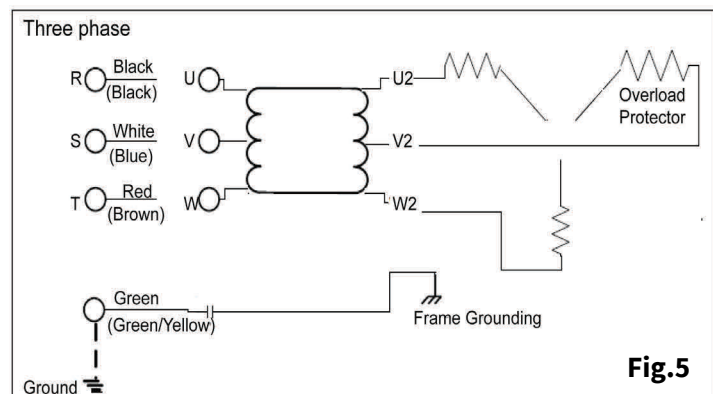 Three phase
R Black U U2
(Black)
S White V V2
(Blue)
T Red W W2
(Brown)
Overload
Protector
Green
(Green/Yellow)
Frame Grounding
Ground
Fig.5